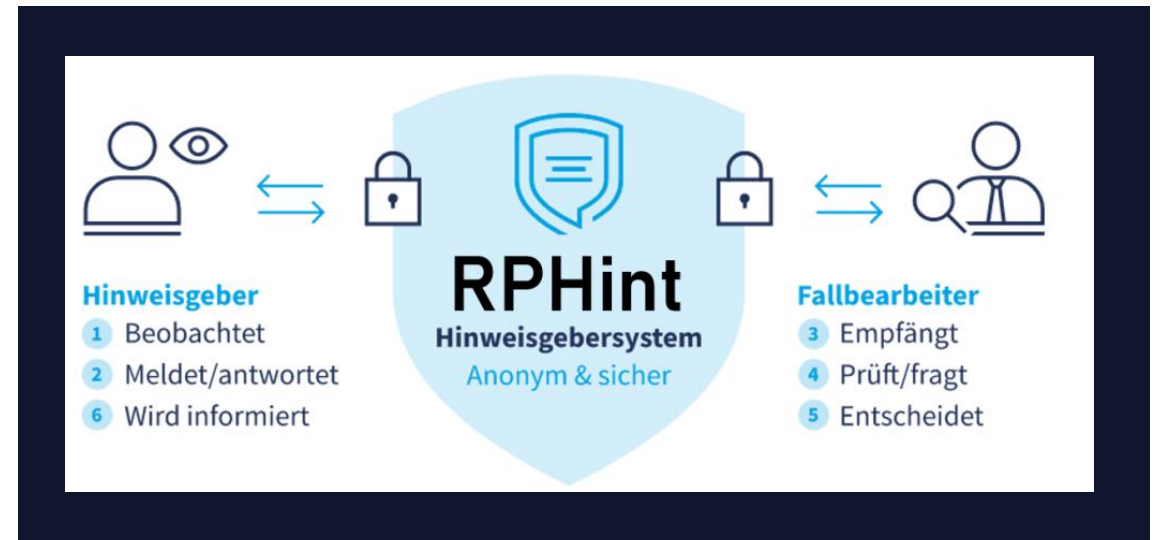 RPHint
Hinweisgebersystem
Anonym & sicher
Hinweisgeber
1 Beobachtet
2 Meldet/antwortet
6 Wird informiert
Fallbearbeiter
3 Empfängt
4 Prüft/fragt
5 Entscheidet